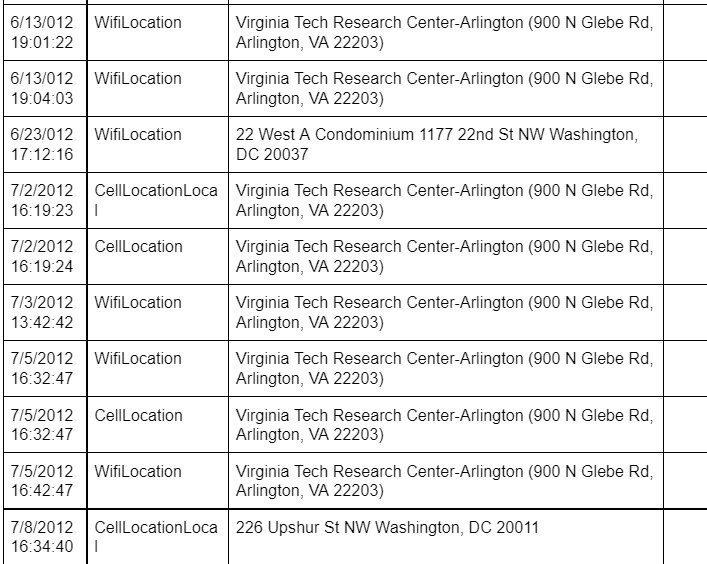 6/13/012 WifiLocation Virginia Tech Research Center-Arlington (900 N Glebe Rd,
19:01:22 Arlington, VA 22203)
6/13/012 WifiLocation Virginia Tech Research Center-Arlington (900 N Glebe Rd,
19:04:03 Arlington, VA 22203)
6/23/012 WifiLocation 22 West A Condominium 1177 22nd St NW Washington,
17:12:16 DC 20037
7/2/2012 CellLocationLoca Virginia Tech Research Center-Arlington (900 N Glebe Rd,
16:19:23 l Arlington, VA 22203)
7/2/2012 CellLocation Virginia Tech Research Center-Arlington (900 N Glebe Rd,
16:19:24 Arlington, VA 22203)
7/3/2012 WifiLocation Virginia Tech Research Center-Arlington (900 N Glebe Rd,
13:42:42 Arlington, VA 22203)
7/5/2012 WifiLocation Virginia Tech Research Center-Arlington (900 N Glebe Rd,
16:32:47 Arlington, VA 22203)
7/5/2012 CellLocation Virginia Tech Research Center-Arlington (900 N Glebe Rd,
16:32:47 Arlington, VA 22203)
7/5/2012 WifiLocation Virginia Tech Research Center-Arlington (900 N Glebe Rd,
16:42:47 Arlington, VA 22203)
7/8/2012 CellLocationLoca 226 Upshur St NW Washington, DC 20011
16:34:40 l